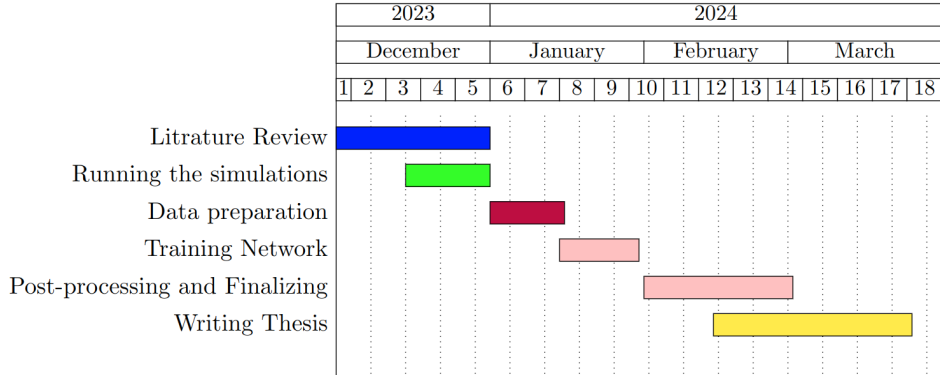 2023 2024
December January February March
1 2 3 4 5 6 7 8 9 10 11 12 13 14 15 16 17 18
Litrature Review
Running the simulations
Data preparation
Training Network
Post-processing and Finalizing
Writing Thesis